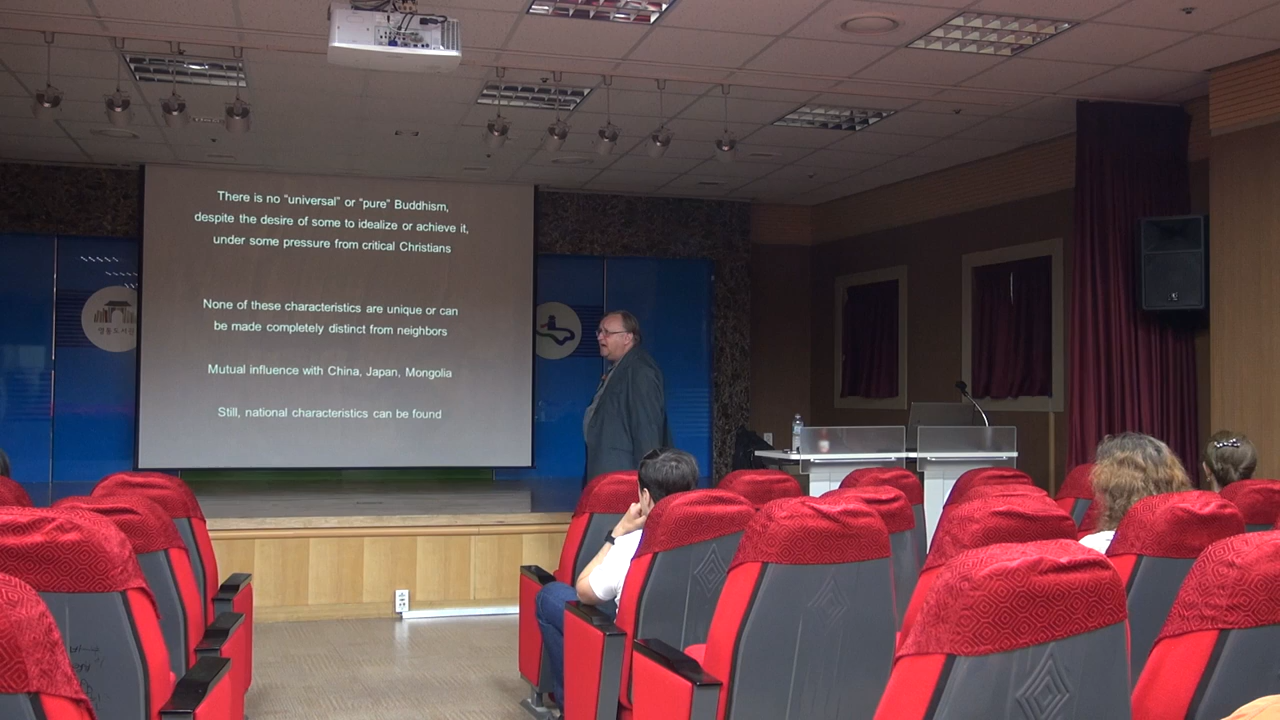 There is no “universal” or “pure” Buddhism,
despite the desire of some to idealize or achieve it,
under some pressure from critical Christians
None of these characteristics are unique or can
be made completely distinct from neighbors
Mutual influence with China, Japan, Mongolia
Still, national characteristics can be found